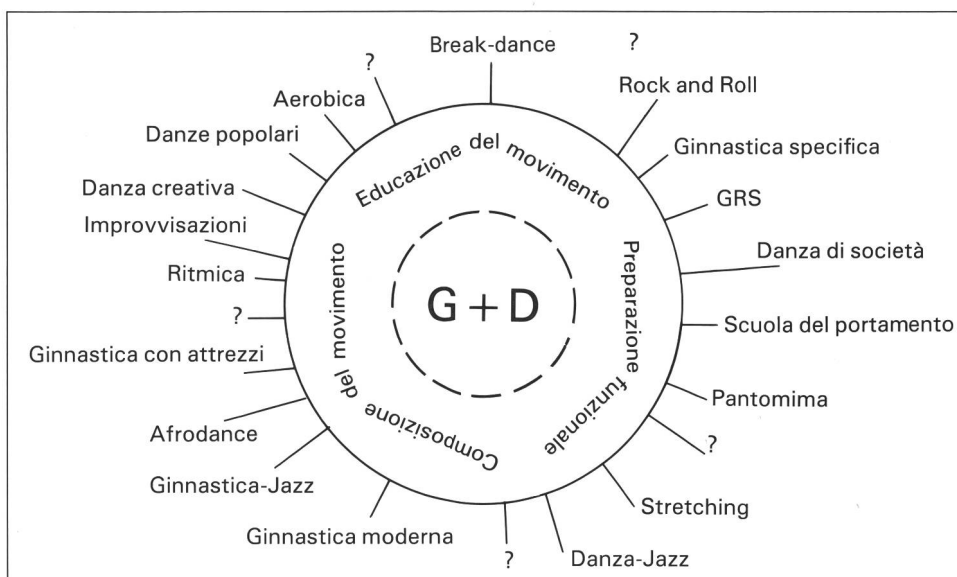 Break-dance
?
Rock and Roll
Ginnastica specifica
GRS
Danza di società
Scuola del portamento
Pantomima
?
Stretching
Danza-Jazz
?
Ginnastica moderna
Ginnastica-Jazz
Afrodance
Ginnastica con attrezzi
?
Ritmica
Improvvisazioni
Danza creativa
Danze popolari
Aerobica
?
Educazione del movimento
Preparazione funzionale
Composizione del movimento
G + D